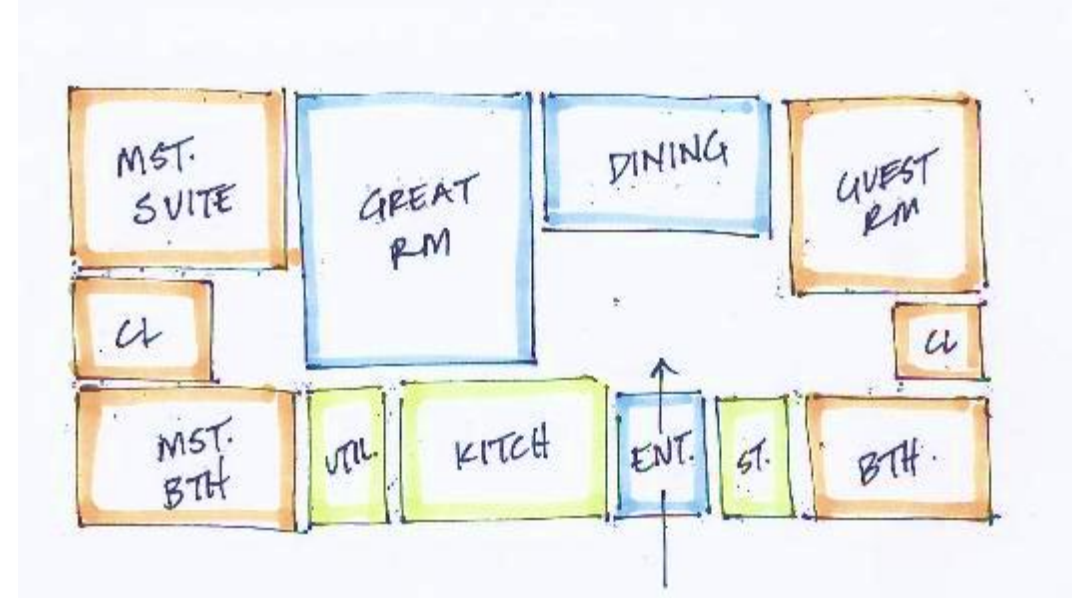 MST.
SUITE
GREAT
RM
DINING
GUEST
RM
CL
CL
MST.
BTH
UTIL.
KITCH
ENT.
ST.
BTH.